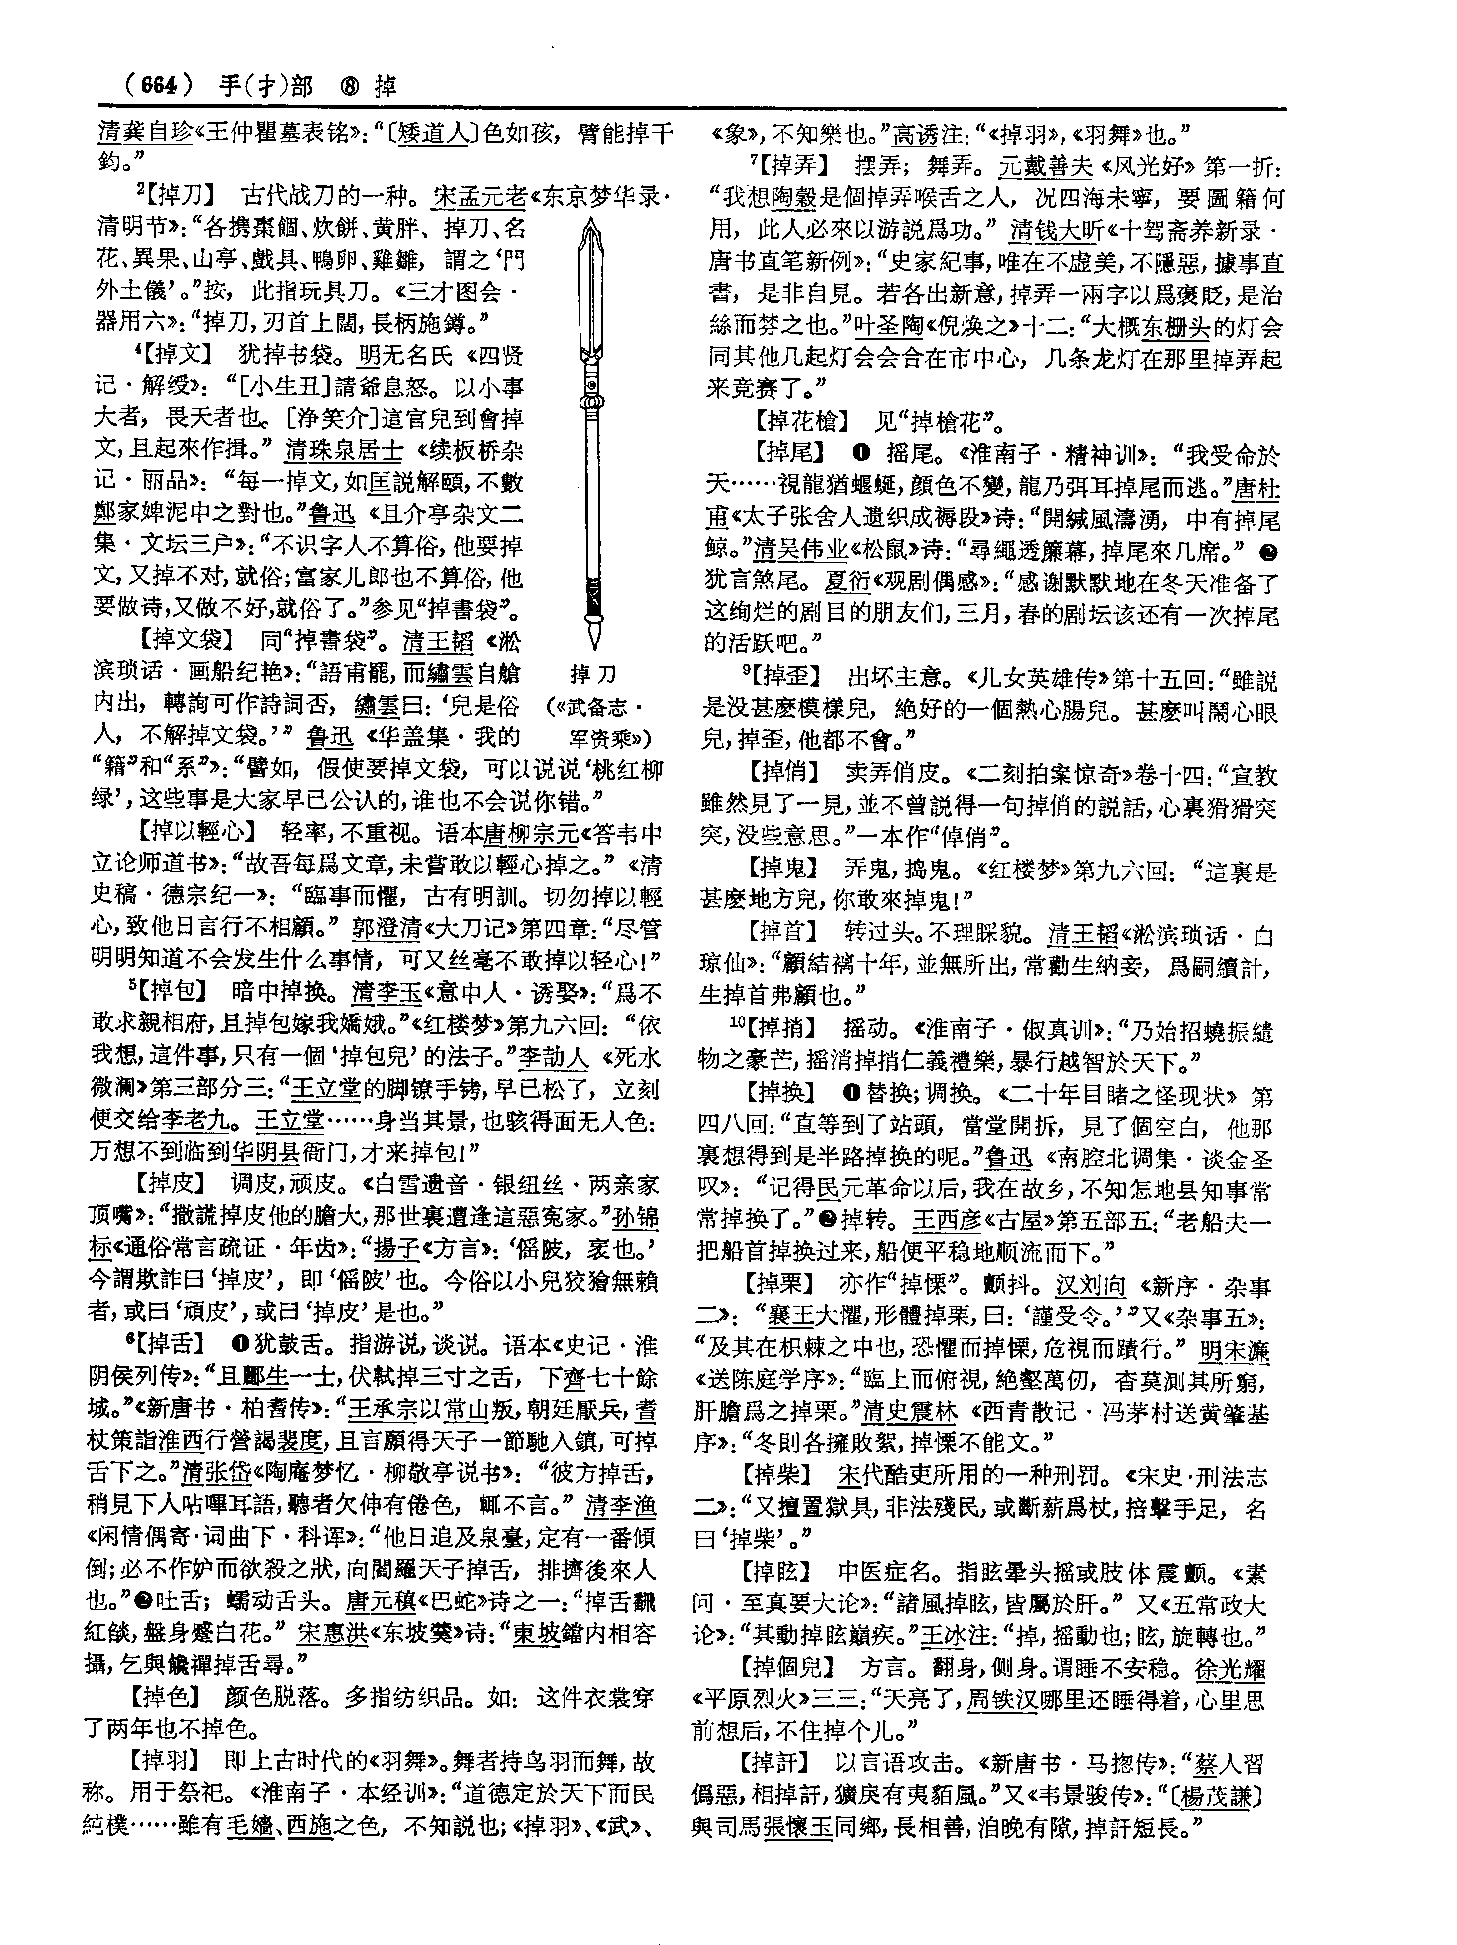 （664） 手(扌)部 ⑧ 掉
清龚自珍《王仲瞿墓表铭》：“〔矮道人〕色如孩，臂能掉千
鈞。”
²【掉刀】 古代战刀的一种。宋孟元老《东京梦华录·
清明节》：“各携棗䭅、炊餅、黄胖、掉刀、名
花、異果、山亭、戲具、鴨卵、雞雛，謂之‘門
外土儀’。”按，此指玩具刀。《三才图会·
器用六》：“掉刀，刃首上闊，長柄施鐏。”
⁴【掉文】 犹掉书袋。明无名氏《四贤
记·解绶》：“[小生丑]請爺息怒。以小事
大者，畏天者也。[净笑介]這官兒到會掉
文，且起來作揖。”清珠泉居士《续板桥杂
记·丽品》：“每一掉文，如匡説解頤，不數
鄭家婢泥中之對也。”鲁迅《且介亭杂文二
集·文坛三户》：“不识字人不算俗，他要掉
文，又掉不对，就俗；富家儿郎也不算俗，他
要做诗，又做不好，就俗了。”参见“掉書袋”。
【掉文袋】 同“掉書袋”。清王韬《淞
滨琐话·画船纪艳》：“語甫罷，而繡雲自艙
内出，轉詢可作詩詞否，繡雲曰：‘兒是俗
人，不解掉文袋。’”鲁迅《华盖集·我的
“籍”和“系”》：“譬如，假使要掉文袋，可以说说‘桃红柳
绿’，这些事是大家早已公认的，谁也不会说你错。”
掉刀
（《武备志·
军资乘》）
【掉以輕心】 轻率，不重视。语本唐柳宗元《答韦中
立论师道书》：“故吾每爲文章，未嘗敢以輕心掉之。”《清
史稿·德宗纪一》：“臨事而懼，古有明訓。切勿掉以輕
心，致他日言行不相顧。”郭澄清《大刀记》第四章：“尽管
明明知道不会发生什么事情，可又丝毫不敢掉以轻心！”
⁵【掉包】 暗中掉换。清李玉《意中人·诱娶》：“爲不
敢求親相府，且掉包嫁我嬌娥。”《红楼梦》第九六回：“依
我想，這件事，只有一個‘掉包兒’的法子。”李劼人《死水
微澜》第三部分三：“王立堂的脚镣手铐，早已松了，立刻
便交给李老九。王立堂……身当其景，也骇得面无人色：
万想不到临到华阴县衙门，才来掉包！”
【掉皮】 调皮，顽皮。《白雪遗音·银纽丝·两亲家
顶嘴》：“撒謊掉皮他的膽大，那世裏遭逢這惡寃家。”孙锦
标《通俗常言疏证·年齿》：“揚子《方言》：‘傜䧛，衺也。’
今謂欺詐曰‘掉皮’，即‘傜䧛’也。今俗以小兒狡獪無賴
者，或曰‘頑皮’，或曰‘掉皮’是也。”
⁶【掉舌】 ❶犹鼓舌。指游说，谈说。语本《史记·淮
阴侯列传》：“且酈生一士，伏軾掉三寸之舌，下齊七十餘
城。”《新唐书·柏耆传》：“王承宗以常山叛，朝廷厭兵，耆
杖策詣淮西行營謁裴度，且言願得天子一節馳入鎮，可掉
舌下之。”清张岱《陶庵梦忆·柳敬亭说书》：“彼方掉舌，
稍見下人呫嗶耳語，聽者欠伸有倦色，輒不言。”清李渔
《闲情偶寄·词曲下·科诨》：“他日追及泉臺，定有一番傾
倒；必不作妒而欲殺之狀，向閻羅天子掉舌，排擠後來人
也。”❷吐舌；蠕动舌头。唐元稹《巴蛇》诗之一：“掉舌翻
紅燄，盤身蹙白花。”宋惠洪《东坡羹》诗：“東坡鐺内相容
攝，乞與饞禪掉舌尋。”
【掉色】 颜色脱落。多指纺织品。如：这件衣裳穿
了两年也不掉色。
【掉羽】 即上古时代的《羽舞》。舞者持鸟羽而舞，故
称。用于祭祀。《淮南子·本经训》：“道德定於天下而民
純樸……雖有毛嬙、西施之色，不知説也；《掉羽》、《武》、
《象》，不知樂也。”高诱注：“《掉羽》，《羽舞》也。”
⁷【掉弄】 摆弄；舞弄。元戴善夫《风光好》第一折：
“我想陶穀是個掉弄喉舌之人，况四海未寧，要圖籍何
用，此人必來以游説爲功。”清钱大昕《十驾斋养新录·
唐书直笔新例》：“史家紀事，唯在不虚美，不隱惡，據事直
書，是非自見。若各出新意，掉弄一兩字以爲褒貶，是治
絲而棼之也。”叶圣陶《倪焕之》十二：“大概东栅头的灯会
同其他几起灯会会合在市中心，几条龙灯在那里掉弄起
来竞赛了。”
【掉花槍】 见“掉槍花”。
【掉尾】 ❶ 摇尾。《淮南子·精神训》：“我受命於
天……視龍猶蝘蜓，顔色不變，龍乃弭耳掉尾而逃。”唐杜
甫《太子张舍人遗织成褥段》诗：“開緘風濤湧，中有掉尾
鲸。”清吴伟业《松鼠》诗：“尋繩透簾幕，掉尾來几席。” ❷
犹言煞尾。夏衍《观剧偶感》：“感谢默默地在冬天准备了
这绚烂的剧目的朋友们，三月，春的剧坛该还有一次掉尾
的活跃吧。”
⁹【掉歪】 出坏主意。《儿女英雄传》第十五回：“雖説
是没甚麽模樣兒，絶好的一個熱心腸兒。甚麽叫鬧心眼
兒，掉歪，他都不會。”
【掉俏】 卖弄俏皮。《二刻拍案惊奇》卷十四：“宣教
雖然見了一見，並不曾説得一句掉俏的説話，心裏猾猾突
突，没些意思。”一本作“倬俏”。
【掉鬼】 弄鬼，捣鬼。《红楼梦》第九六回：“這裏是
甚麽地方兒，你敢來掉鬼！”
【掉首】 转过头。不理睬貌。清王韬《淞滨琐话·白
琼仙》：“顧結褵十年，並無所出，常勸生納妾，爲嗣續計，
生掉首弗顧也。”
¹⁰【掉捎】 摇动。《淮南子·俶真训》：“乃始招蟯振繾
物之豪芒，摇消掉捎仁義禮樂，暴行越智於天下。”
【掉换】 ❶替换；调换。《二十年目睹之怪现状》第
四八回：“直等到了站頭，當堂開拆，見了個空白，他那
裏想得到是半路掉换的呢。”鲁迅《南腔北调集·谈金圣
叹》：“记得民元革命以后，我在故乡，不知怎地县知事常
常掉换了。”❷掉转。王西彦《古屋》第五部五：“老船夫一
把船首掉换过来，船便平稳地顺流而下。”
【掉栗】 亦作“掉慄”。颤抖。汉刘向《新序·杂事
二》：“襄王大懼，形體掉栗，曰：‘謹受令。’”又《杂事五》：
“及其在枳棘之中也，恐懼而掉慄，危視而蹟行。”明宋濂
《送陈庭学序》：“臨上而俯視，絶壑萬仞，杳莫測其所窮，
肝膽爲之掉栗。”清史震林《西青散记·冯茅村送黄肇基
序》：“冬則各擁敗絮，掉慄不能文。”
【掉柴】 宋代酷吏所用的一种刑罚。《宋史·刑法志
二》：“又擅置獄具，非法殘民，或斷薪爲杖，掊擊手足，名
曰‘掉柴’。”
【掉眩】 中医症名。指眩晕头摇或肢体震颤。《素
问·至真要大论》：“諸風掉眩，皆屬於肝。”又《五常政大
论》：“其動掉眩巔疾。”王冰注：“掉，摇動也；眩，旋轉也。”
【掉個兒】 方言。翻身，侧身。谓睡不安稳。徐光耀
《平原烈火》三三：“天亮了，周铁汉哪里还睡得着，心里思
前想后，不住掉个儿。”
【掉訐】 以言语攻击。《新唐书·马摠传》：“蔡人習
僞惡，相掉訐，獷戾有夷貊風。”又《韦景骏传》：“〔楊茂謙〕
與司馬張懷玉同鄉，長相善，洎晚有隙，掉訐短長。”